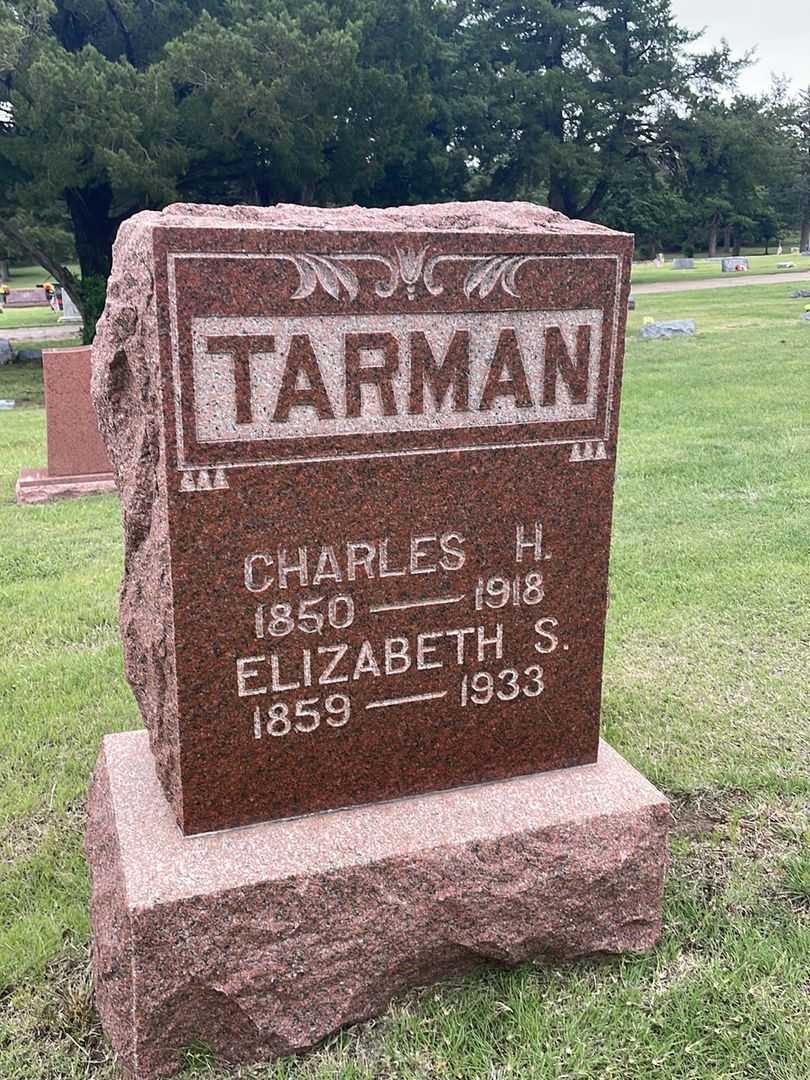 TARMAN
CHARLES H.
1850 — 1918
ELIZABETH S.
1859 — 1933